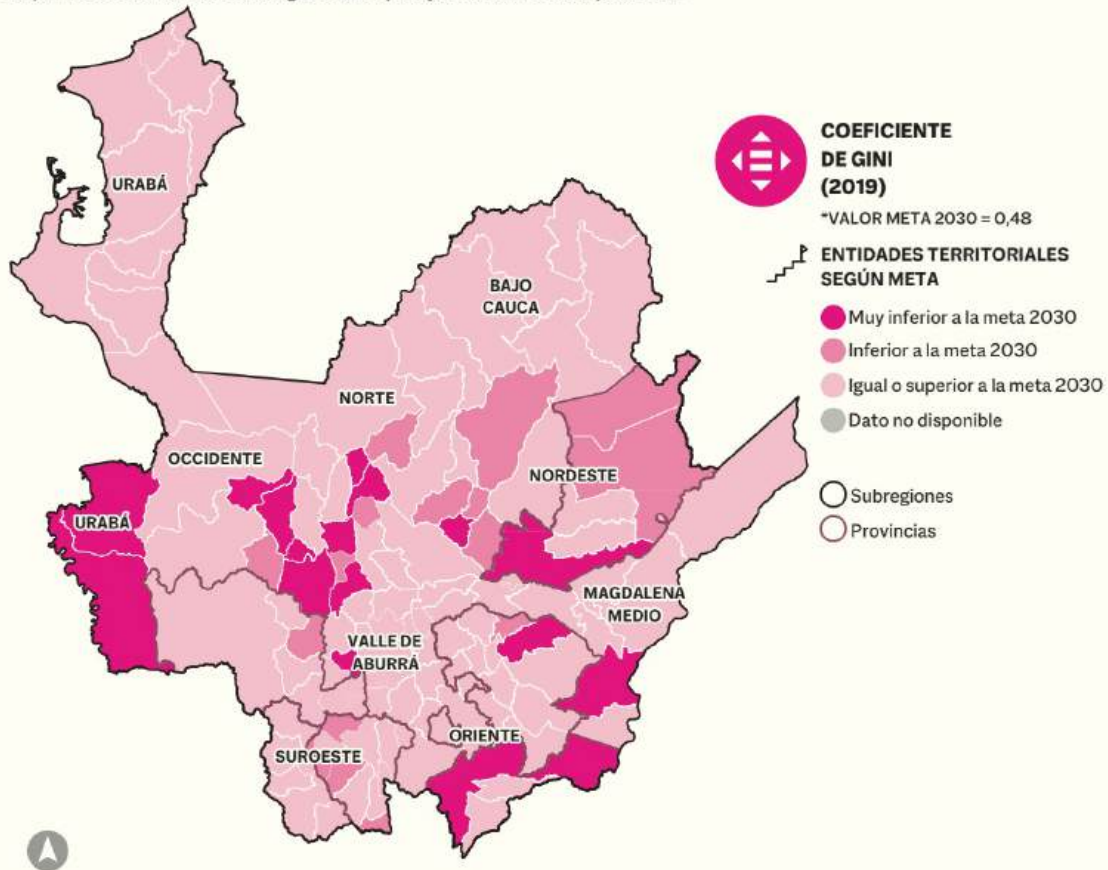 COEFICIENTE
DE GINI
(2019)
*VALOR META 2030 = 0,48
ENTIDADES TERRITORIALES
SEGÚN META
Muy inferior a la meta 2030
Inferior a la meta 2030
Igual o superior a la meta 2030
Dato no disponible
Subregiones
Provincias
URABÁ
BAJO
CAUCA
NORTE
OCCIDENTE
NORDESTE
URABÁ
MAGDALENA
MEDIO
VALLE DE
ABURRÁ
ORIENTE
SUROESTE